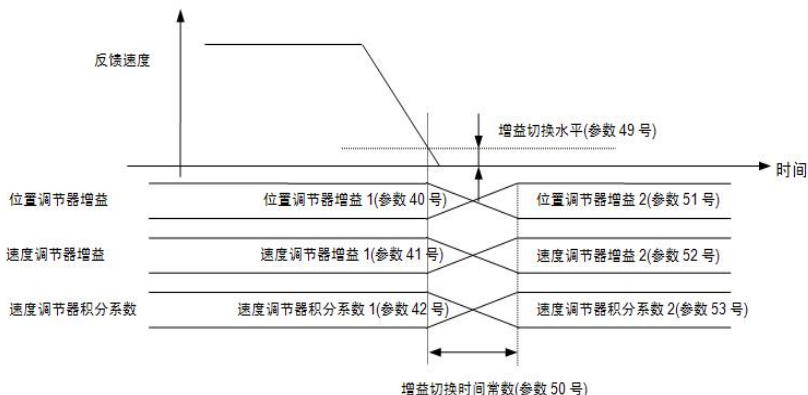 反馈速度
增益切换水平(参数 49 号)
时间
位置调节器增益
位置调节器增益 1(参数 40 号)
位置调节器增益 2(参数 51 号)
速度调节器增益
速度调节器增益 1(参数 41 号)
速度调节器增益 2(参数 52 号)
速度调节器积分系数
速度调节器积分系数 1(参数 42 号)
速度调节器积分系数 2(参数 53 号)
增益切换时间常数(参数 50 号)